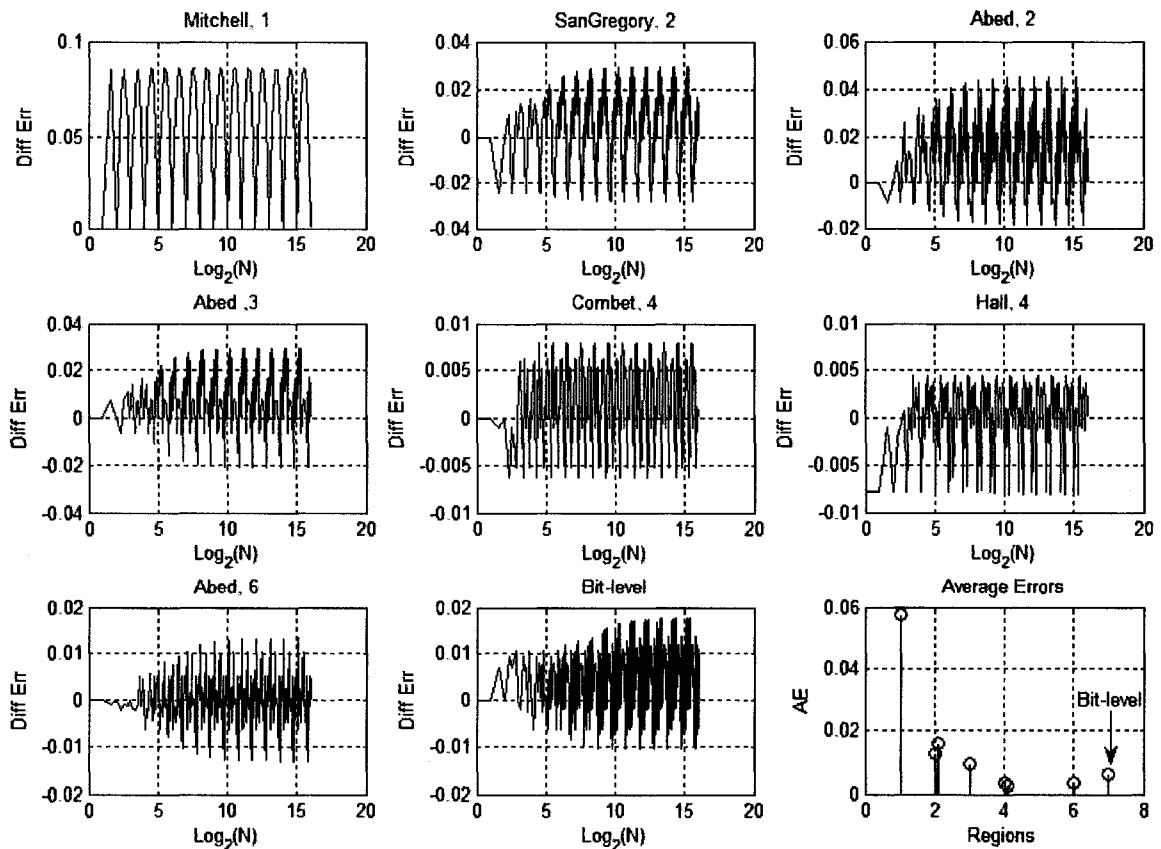 Mitchell, 1
0.1
0.05
0
Diff Err
0 5 10 15 20
Log2(N)
SanGregory, 2
0.04
0.02
0
-0.02
-0.04
Diff Err
0 5 10 15 20
Log2(N)
Abed, 2
0.06
0.04
0.02
0
-0.02
Diff Err
0 5 10 15 20
Log2(N)
Abed ,3
0.04
0.02
0
-0.02
-0.04
Diff Err
0 5 10 15 20
Log2(N)
Combet, 4
0.01
0.005
0
-0.005
-0.01
Diff Err
0 5 10 15 20
Log2(N)
Hall, 4
0.01
0.005
0
-0.005
-0.01
Diff Err
0 5 10 15 20
Log2(N)
Abed, 6
0.02
0.01
0
-0.01
-0.02
Diff Err
0 5 10 15 20
Log2(N)
Bit-level
0.02
0.01
0
-0.01
-0.02
Diff Err
0 5 10 15 20
Log2(N)
Average Errors
0.06
0.04
0.02
0
AE
Bit-level
0 2 4 6 8
Regions